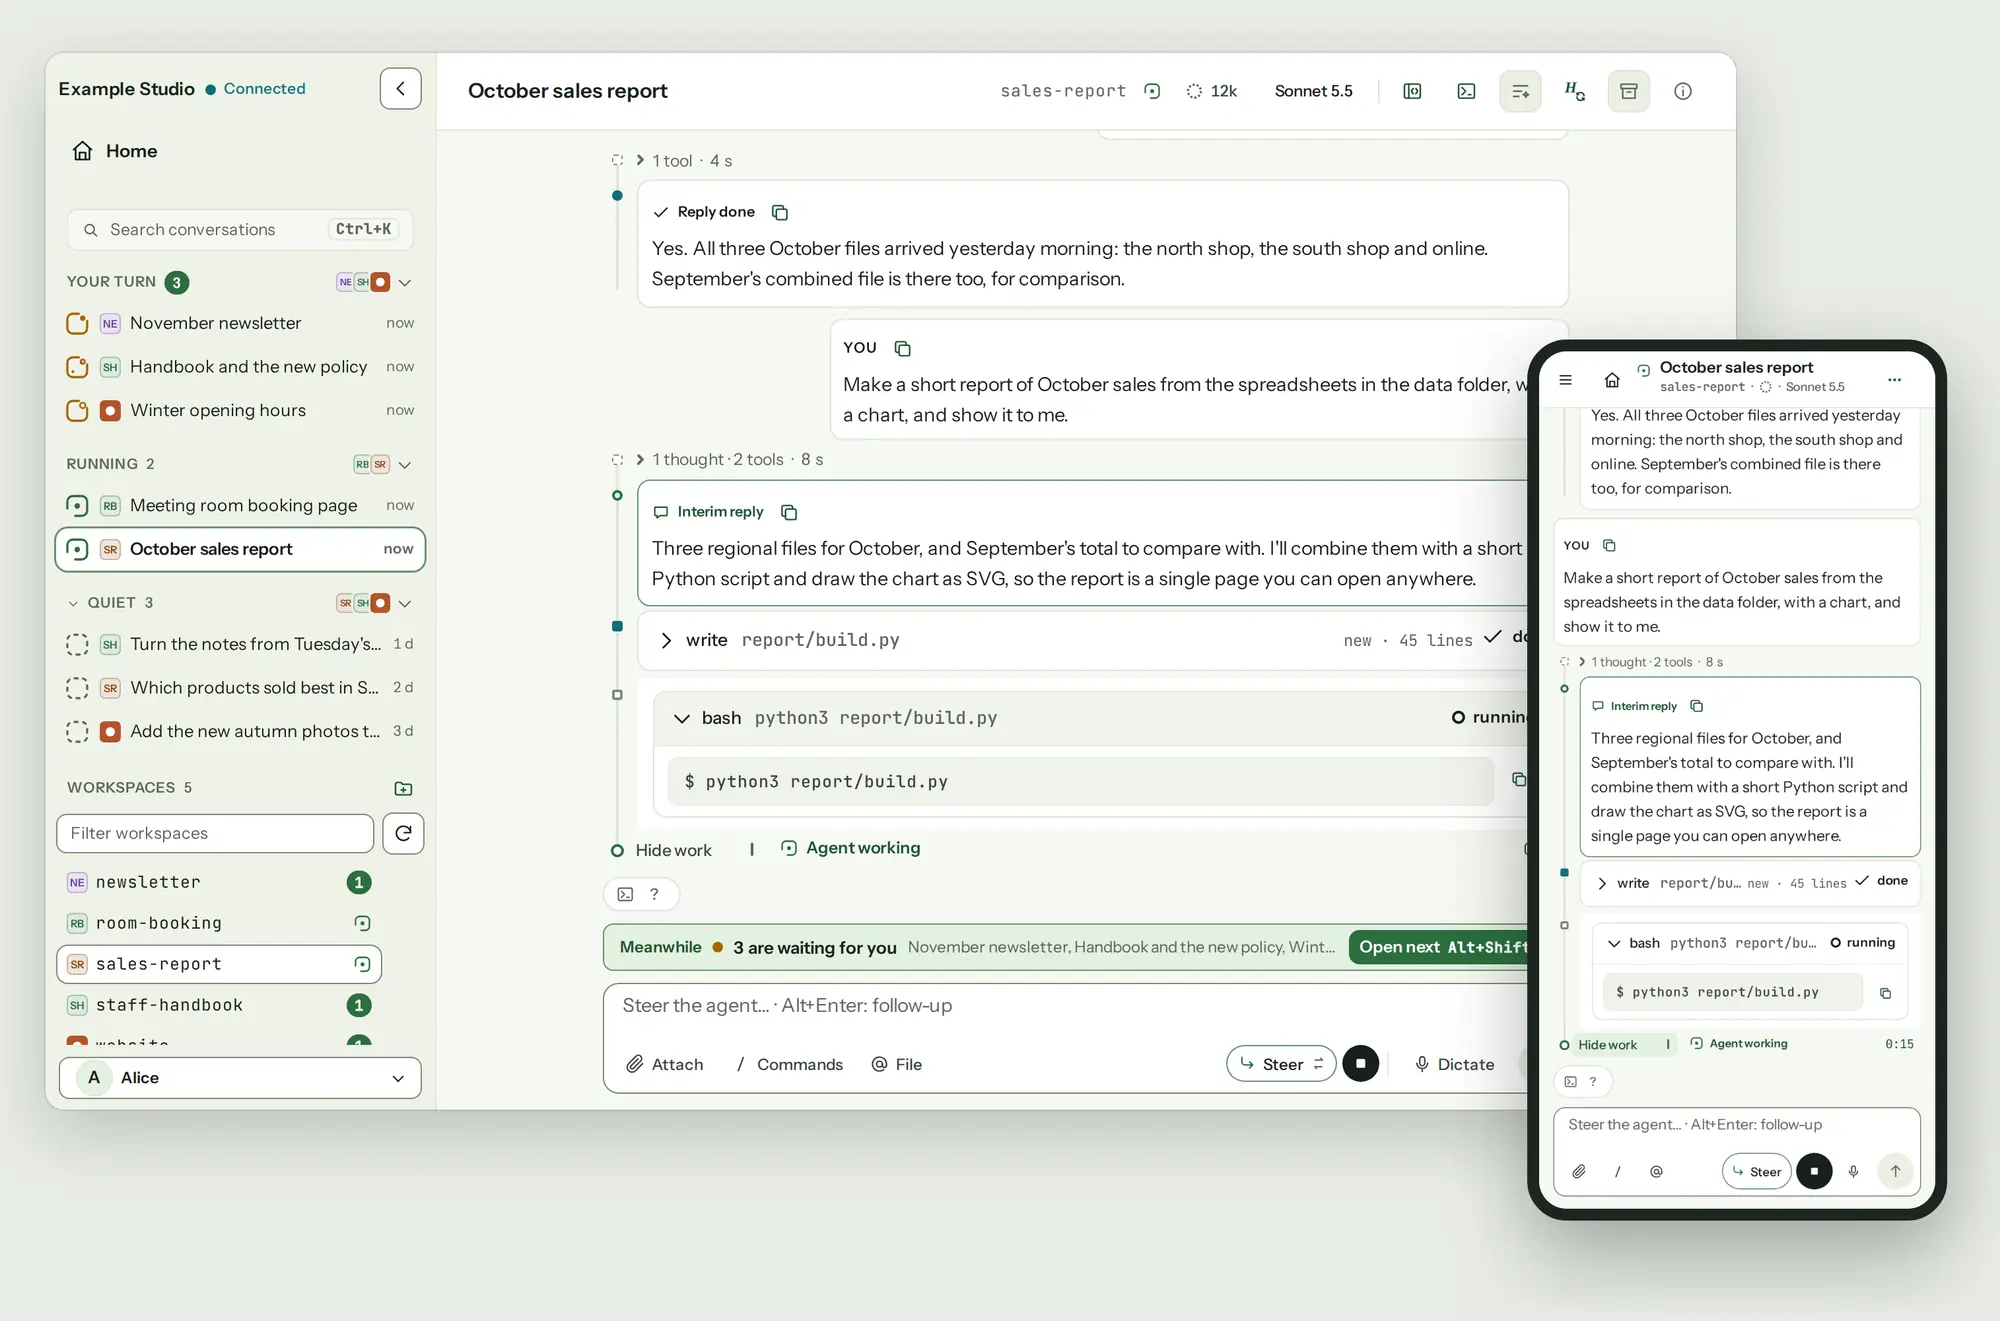 Example Studio
Connected
Home
Search conversations
Ctrl+K
YOUR TURN 3
NE SH
NE November newsletter now
SH Handbook and the new policy now
Winter opening hours now
RUNNING 2
RB SR
RB Meeting room booking page now
SR October sales report now
QUIET 3
SR SH
SH Turn the notes from Tuesday's... 1 d
SR Which products sold best in S... 2 d
Add the new autumn photos t... 3 d
WORKSPACES 5
Filter workspaces
NE newsletter 1
RB room-booking
SR sales-report
SH staff-handbook 1
website
A Alice
October sales report
sales-report
12k
Sonnet 5.5
H
1 tool · 4 s
Reply done
Yes. All three October files arrived yesterday morning: the north shop, the south shop and online.
September's combined file is there too, for comparison.
YOU
Make a short report of October sales from the spreadsheets in the data folder, w
a chart, and show it to me.
1 thought · 2 tools · 8 s
Interim reply
Three regional files for October, and September's total to compare with. I'll combine them with a short
Python script and draw the chart as SVG, so the report is a single page you can open anywhere.
write report/build.py new · 45 lines do
bash python3 report/build.py runnin
$ python3 report/build.py
Hide work
Agent working
?
Meanwhile 3 are waiting for you November newsletter, Handbook and the new policy, Wint... Open next Alt+Shift
Steer the agent... · Alt+Enter: follow-up
Attach
/ Commands
@ File
Steer
Dictate
October sales report
sales-report · · Sonnet 5.5
Yes. All three October files arrived yesterday
morning: the north shop, the south shop and
online. September's combined file is there
too, for comparison.
YOU
Make a short report of October sales from the
spreadsheets in the data folder, with a chart, and
show it to me.
1 thought · 2 tools · 8 s
Interim reply
Three regional files for October, and
September's total to compare with. I'll
combine them with a short Python script and
draw the chart as SVG, so the report is a
single page you can open anywhere.
write report/bu... new · 45 lines done
bash python3 report/bu... running
$ python3 report/build.py
Hide work
Agent working
0:15
?
Steer the agent... · Alt+Enter: follow-up
/ @
Steer